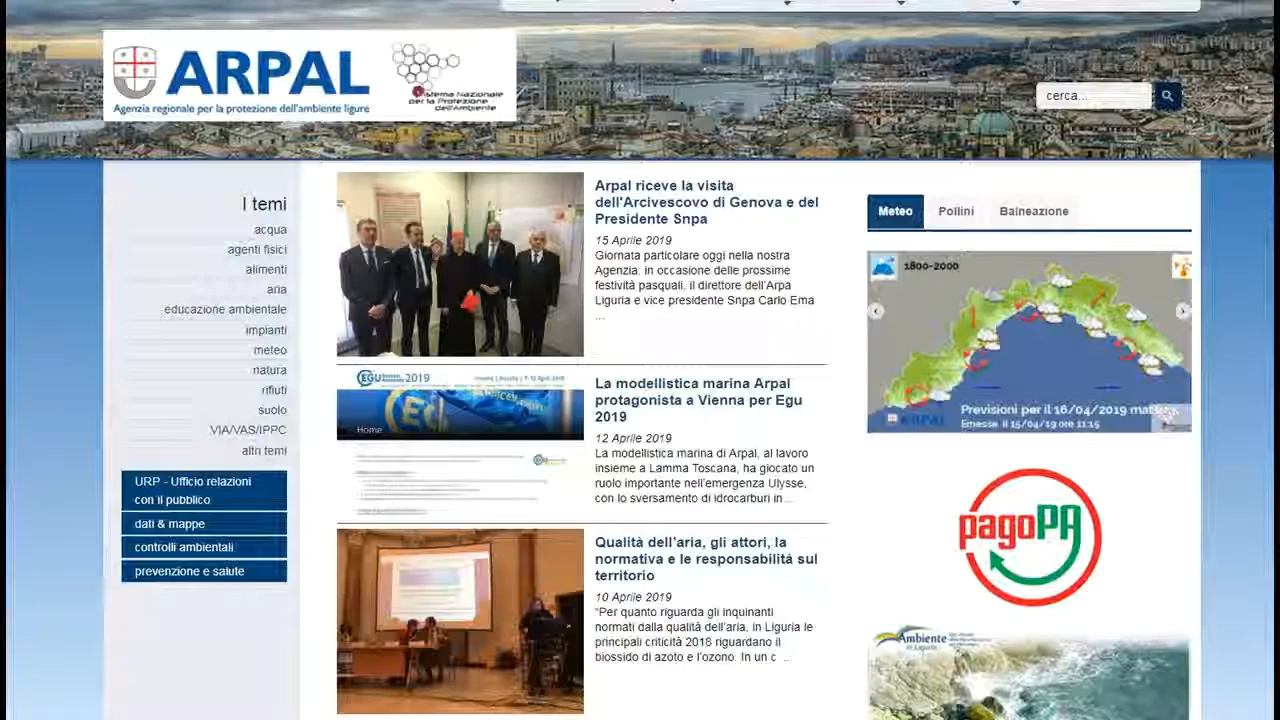 ARPAL
Agenzia regionale per la protezione dell'ambiente ligure
Sistema Nazionale
per la Protezione
dell'Ambiente
cerca...
I temi
acqua
agenti fisici
alimenti
aria
educazione ambientale
impianti
meteo
natura
rifiuti
suolo
VIA/VAS/IPPC
altri temi
URP - Ufficio relazioni
con il pubblico
dati & mappe
controlli ambientali
prevenzione e salute
Arpal riceve la visita
dell'Arcivescovo di Genova e del
Presidente Snpa
15 Aprile 2019
Giornata particolare oggi nella nostra
Agenzia: in occasione delle prossime
festività pasquali, il direttore dell'Arpa
Liguria e vice presidente Snpa Carlo Ema
...
EGU
2019
Home
La modellistica marina Arpal
protagonista a Vienna per Egu
2019
12 Aprile 2019
La modellistica marina di Arpal, al lavoro
insieme a Lamma Toscana, ha giocato un
ruolo importante nell'emergenza Ulysse,
con lo sversamento di idrocarburi in ...
Qualità dell'aria, gli attori, la
normativa e le responsabilità sul
territorio
10 Aprile 2019
“Per quanto riguarda gli inquinanti
normati dalla qualità dell'aria, in Liguria le
principali criticità 2018 riguardano il
biossido di azoto e l'ozono. In un c ...
Meteo
Pollini
Balneazione
1800-2000
Previsioni per il 16/04/2019
Emesse il 15/04/19 ore 11:15
ARPAL
pagoPA
Ambiente
in Liguria